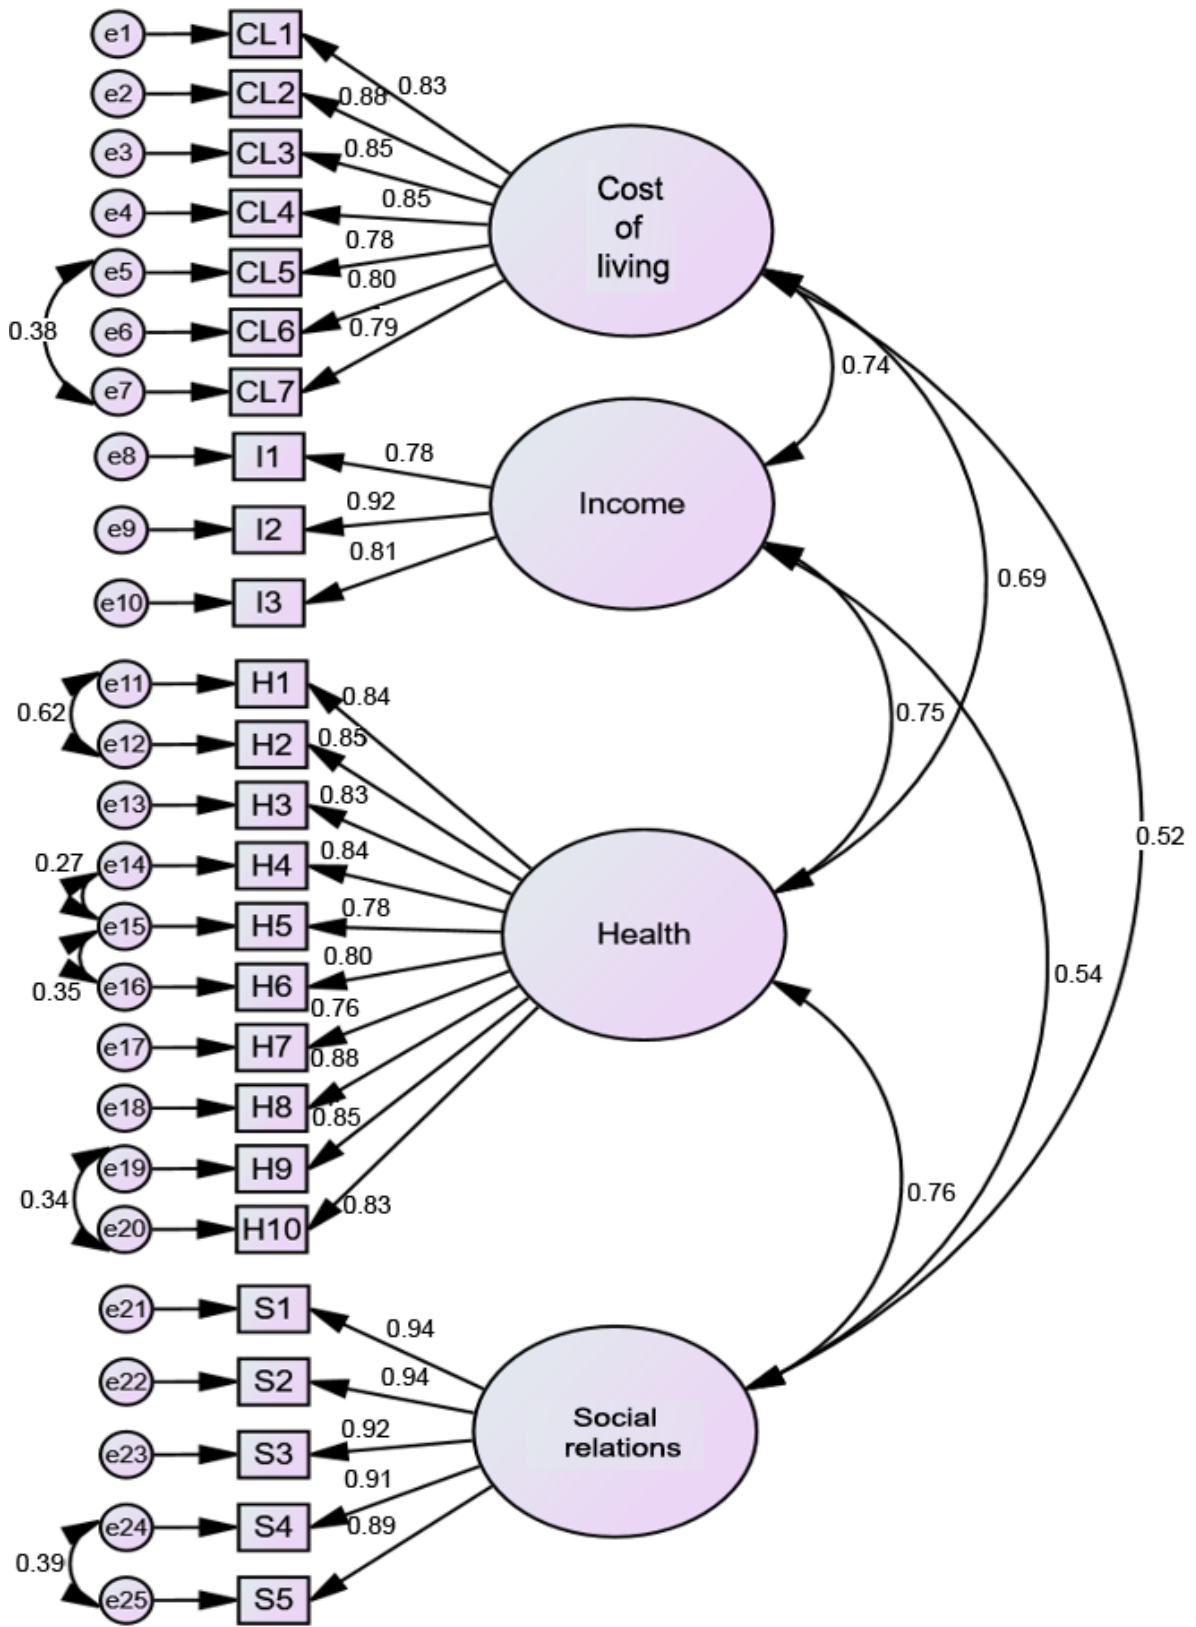 e1 CL1
0.83
e2 CL2 0.88
e3 CL3 0.85
e4 CL4 0.85
Cost
of
living
e5 CL5 0.78
0.80
0.38
e6 CL6 0.79
e7 CL7
0.74
e8 I1 0.78
0.92
Income
e9 I2
0.81
e10 I3
0.69
e11 H1 0.84
0.62
0.75
e12 H2 0.85
e13 H3 0.83
0.27
e14 H4 0.84
0.52
e15 H5 0.78
Health
0.80
0.35
e16 H6
0.54
0.76
e17 H7
0.88
e18 H8
0.85
e19 H9
0.34
0.76
e20 H10 0.83
e21 S1
0.94
e22 S2 0.94
Social
relations
0.92
e23 S3
0.91
e24 S4 0.89
0.39
e25 S5